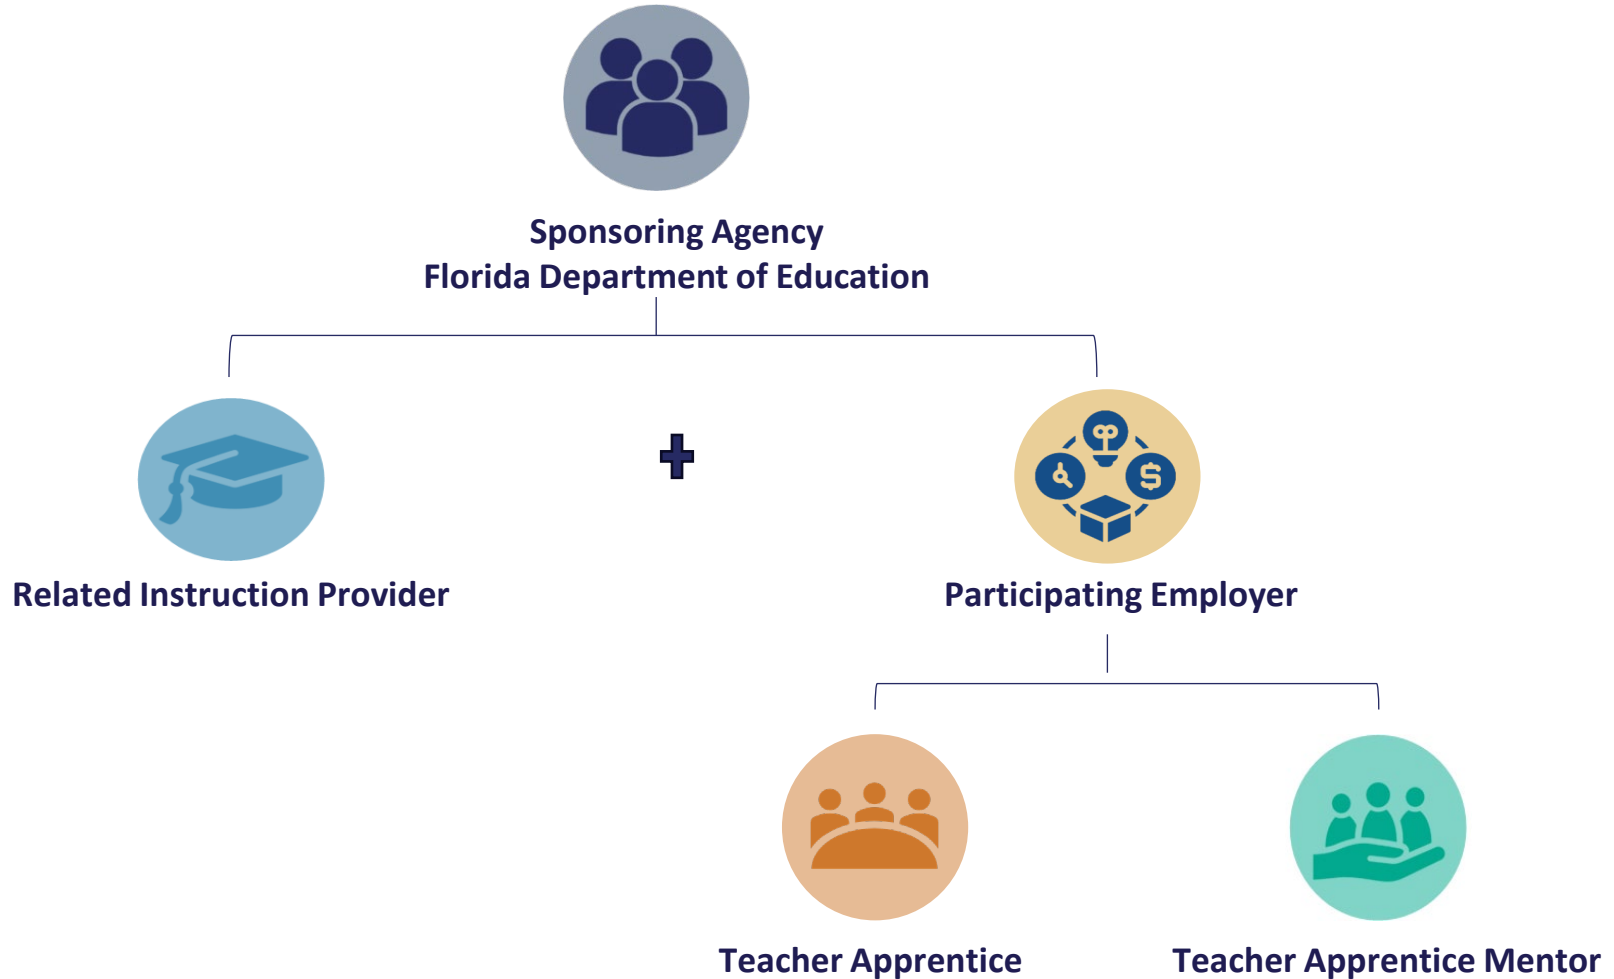 Sponsoring Agency
Florida Department of Education
Related Instruction Provider
Participating Employer
Teacher Apprentice
Teacher Apprentice Mentor